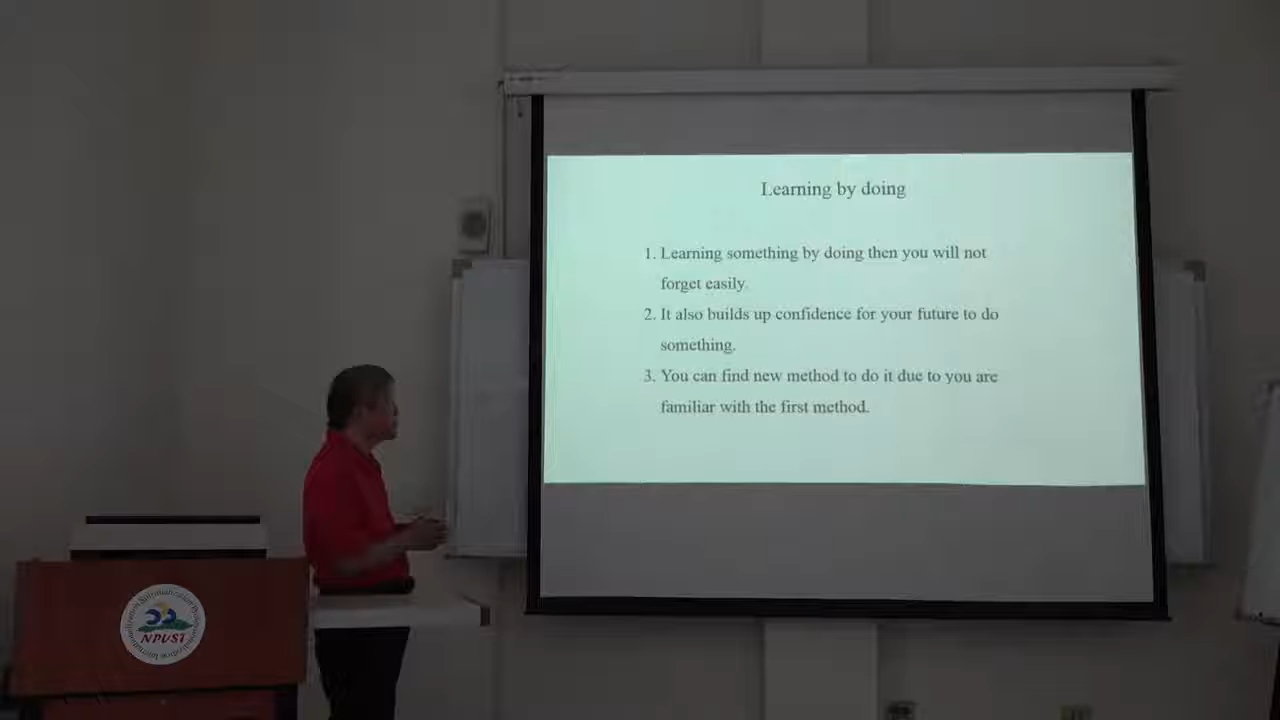 Learning by doing
1. Learning something by doing then you will not
forget easily.
2. It also builds up confidence for your future to do
something.
3. You can find new method to do it due to you are
familiar with the first method.
NPUST